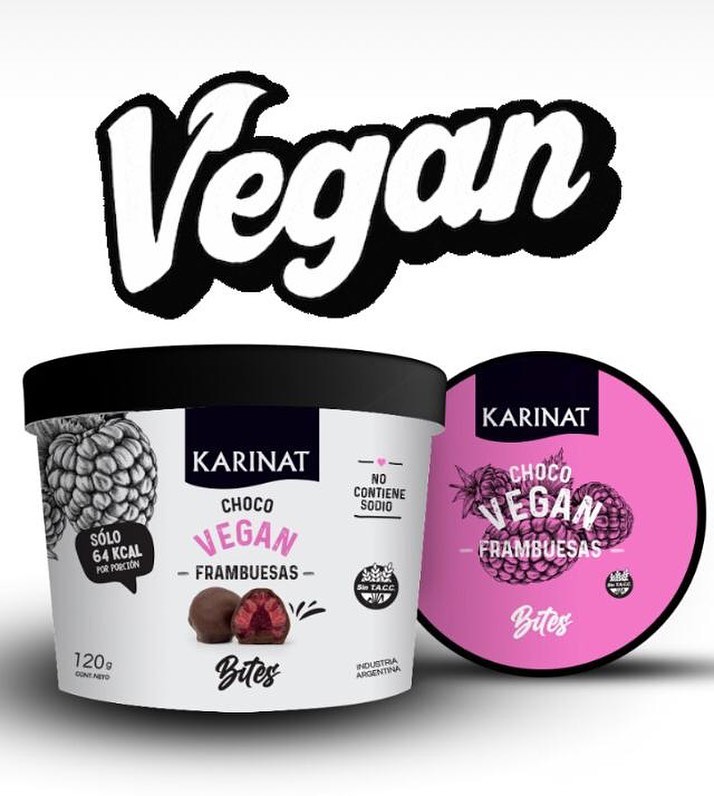 Vegan
KARINAT
CHOCO
VEGAN
FRAMBUESAS
Bites
SÓLO
64 KCAL
POR PORCIÓN
NO
CONTIENE
SODIO
Sin T.A.C.C.
120g
CONT. NETO
INDUSTRIA
ARGENTINA
KARINAT
CHOCO
VEGAN
FRAMBUESAS
Sin T.A.C.C.
Bites